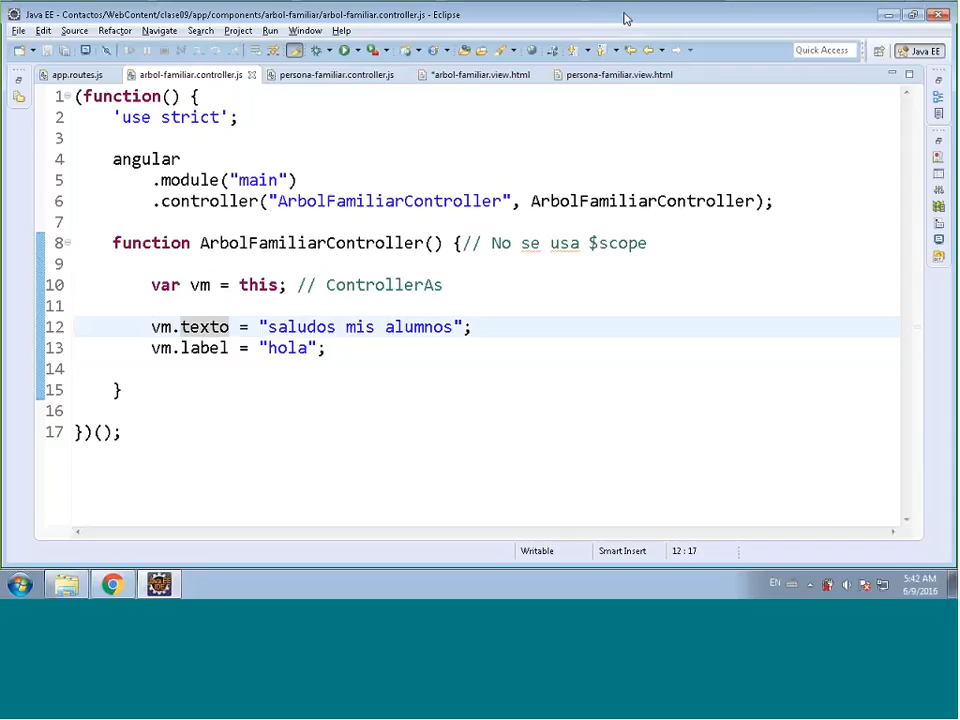 Java EE - Contactos/WebContent/clase09/app/components/arbol-familiar/arbol-familiar.controller.js - Eclipse
File Edit Source Refactor Navigate Search Project Run Window Help
Quick Access Java EE
app.routes.js arbol-familiar.controller.js persona-familiar.controller.js *arbol-familiar.view.html persona-familiar.view.html
1 (function() {
2 'use strict';
3
4 angular
5 .module("main")
6 .controller("ArbolFamiliarController", ArbolFamiliarController);
7
8 function ArbolFamiliarController() {// No se usa $scope
9
10 var vm = this; // ControllerAs
11
12 vm.texto = "saludos mis alumnos";
13 vm.label = "hola";
14
15 }
16
17 })();
Writable Smart Insert 12 : 17
EN 5:42 AM
6/9/2016